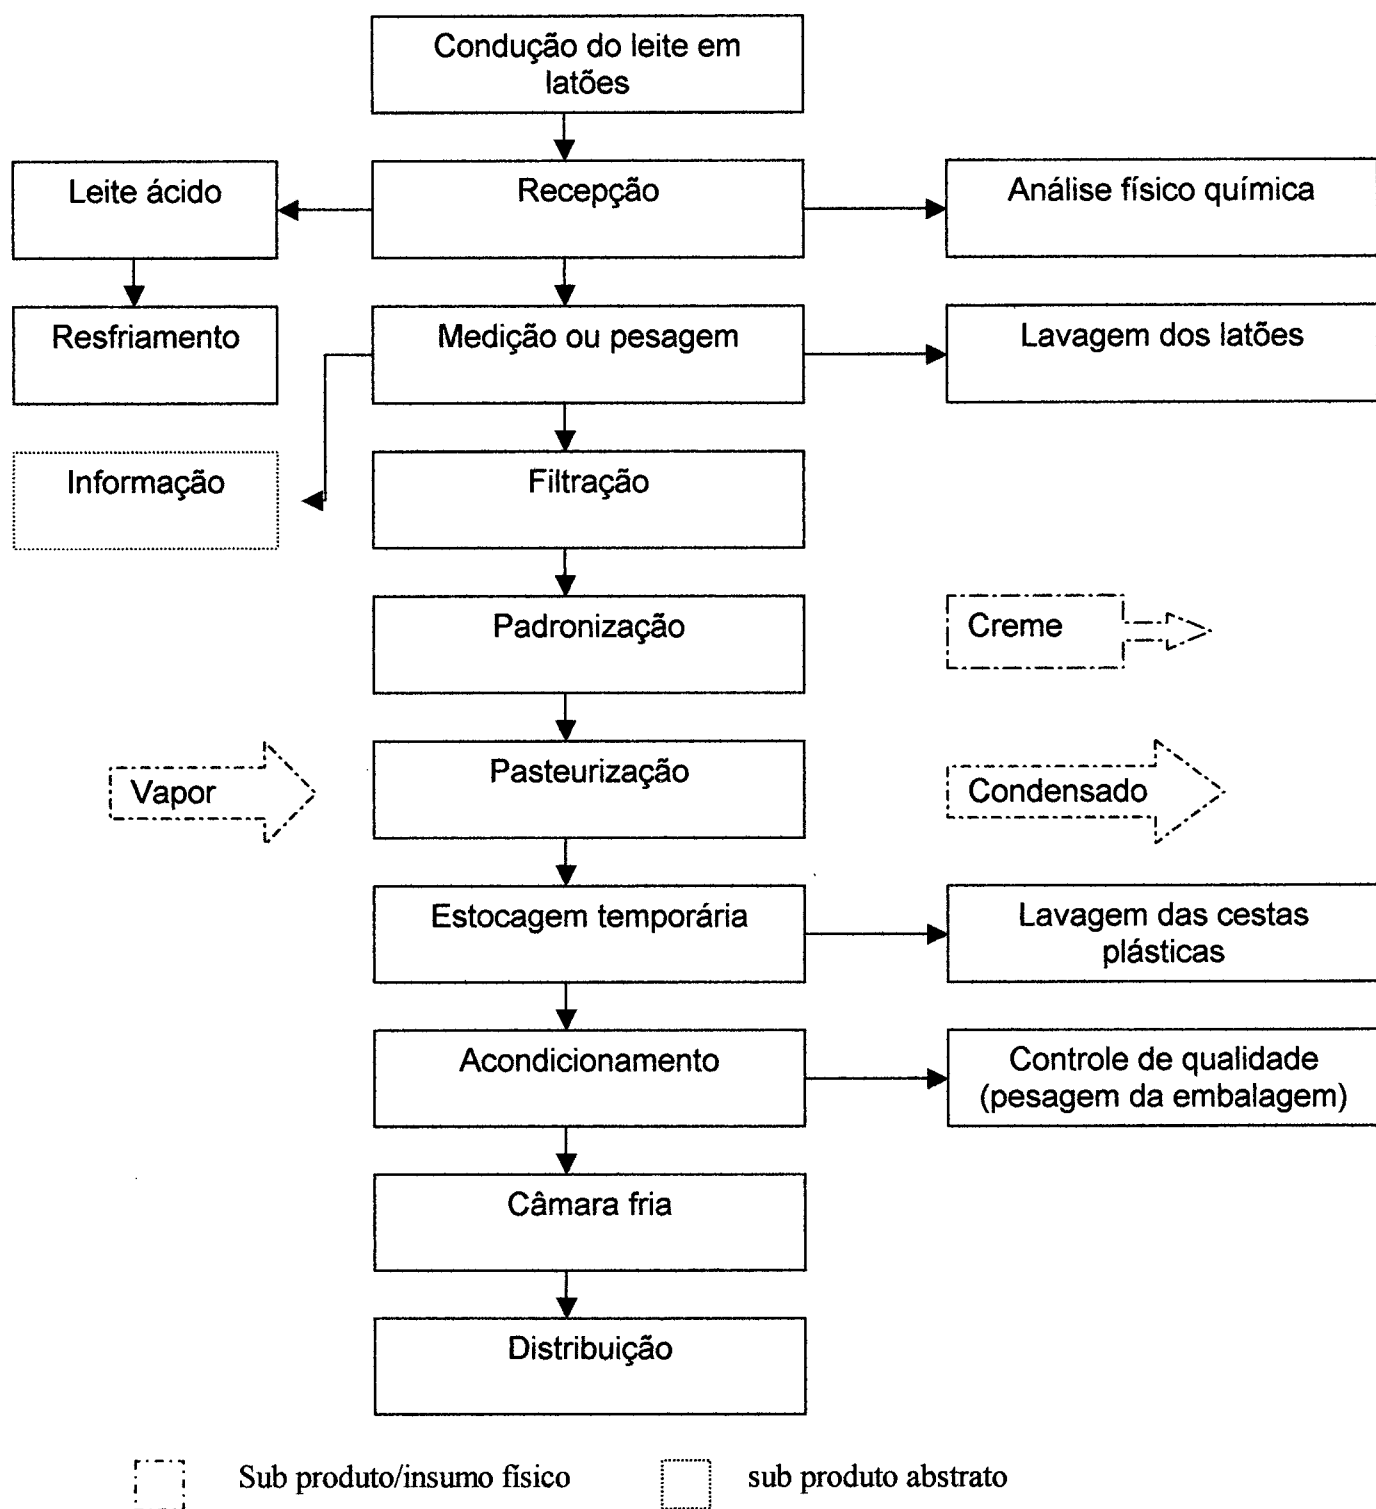 Condução do leite em
latões
Leite ácido
Recepção
Análise físico química
Resfriamento
Medição ou pesagem
Lavagem dos latões
Informação
Filtração
Padronização
Creme
Vapor
Pasteurização
Condensado
Estocagem temporária
Lavagem das cestas
plásticas
Acondicionamento
Controle de qualidade
(pesagem da embalagem)
Câmara fria
Distribuição
Sub produto/insumo físico
sub produto abstrato